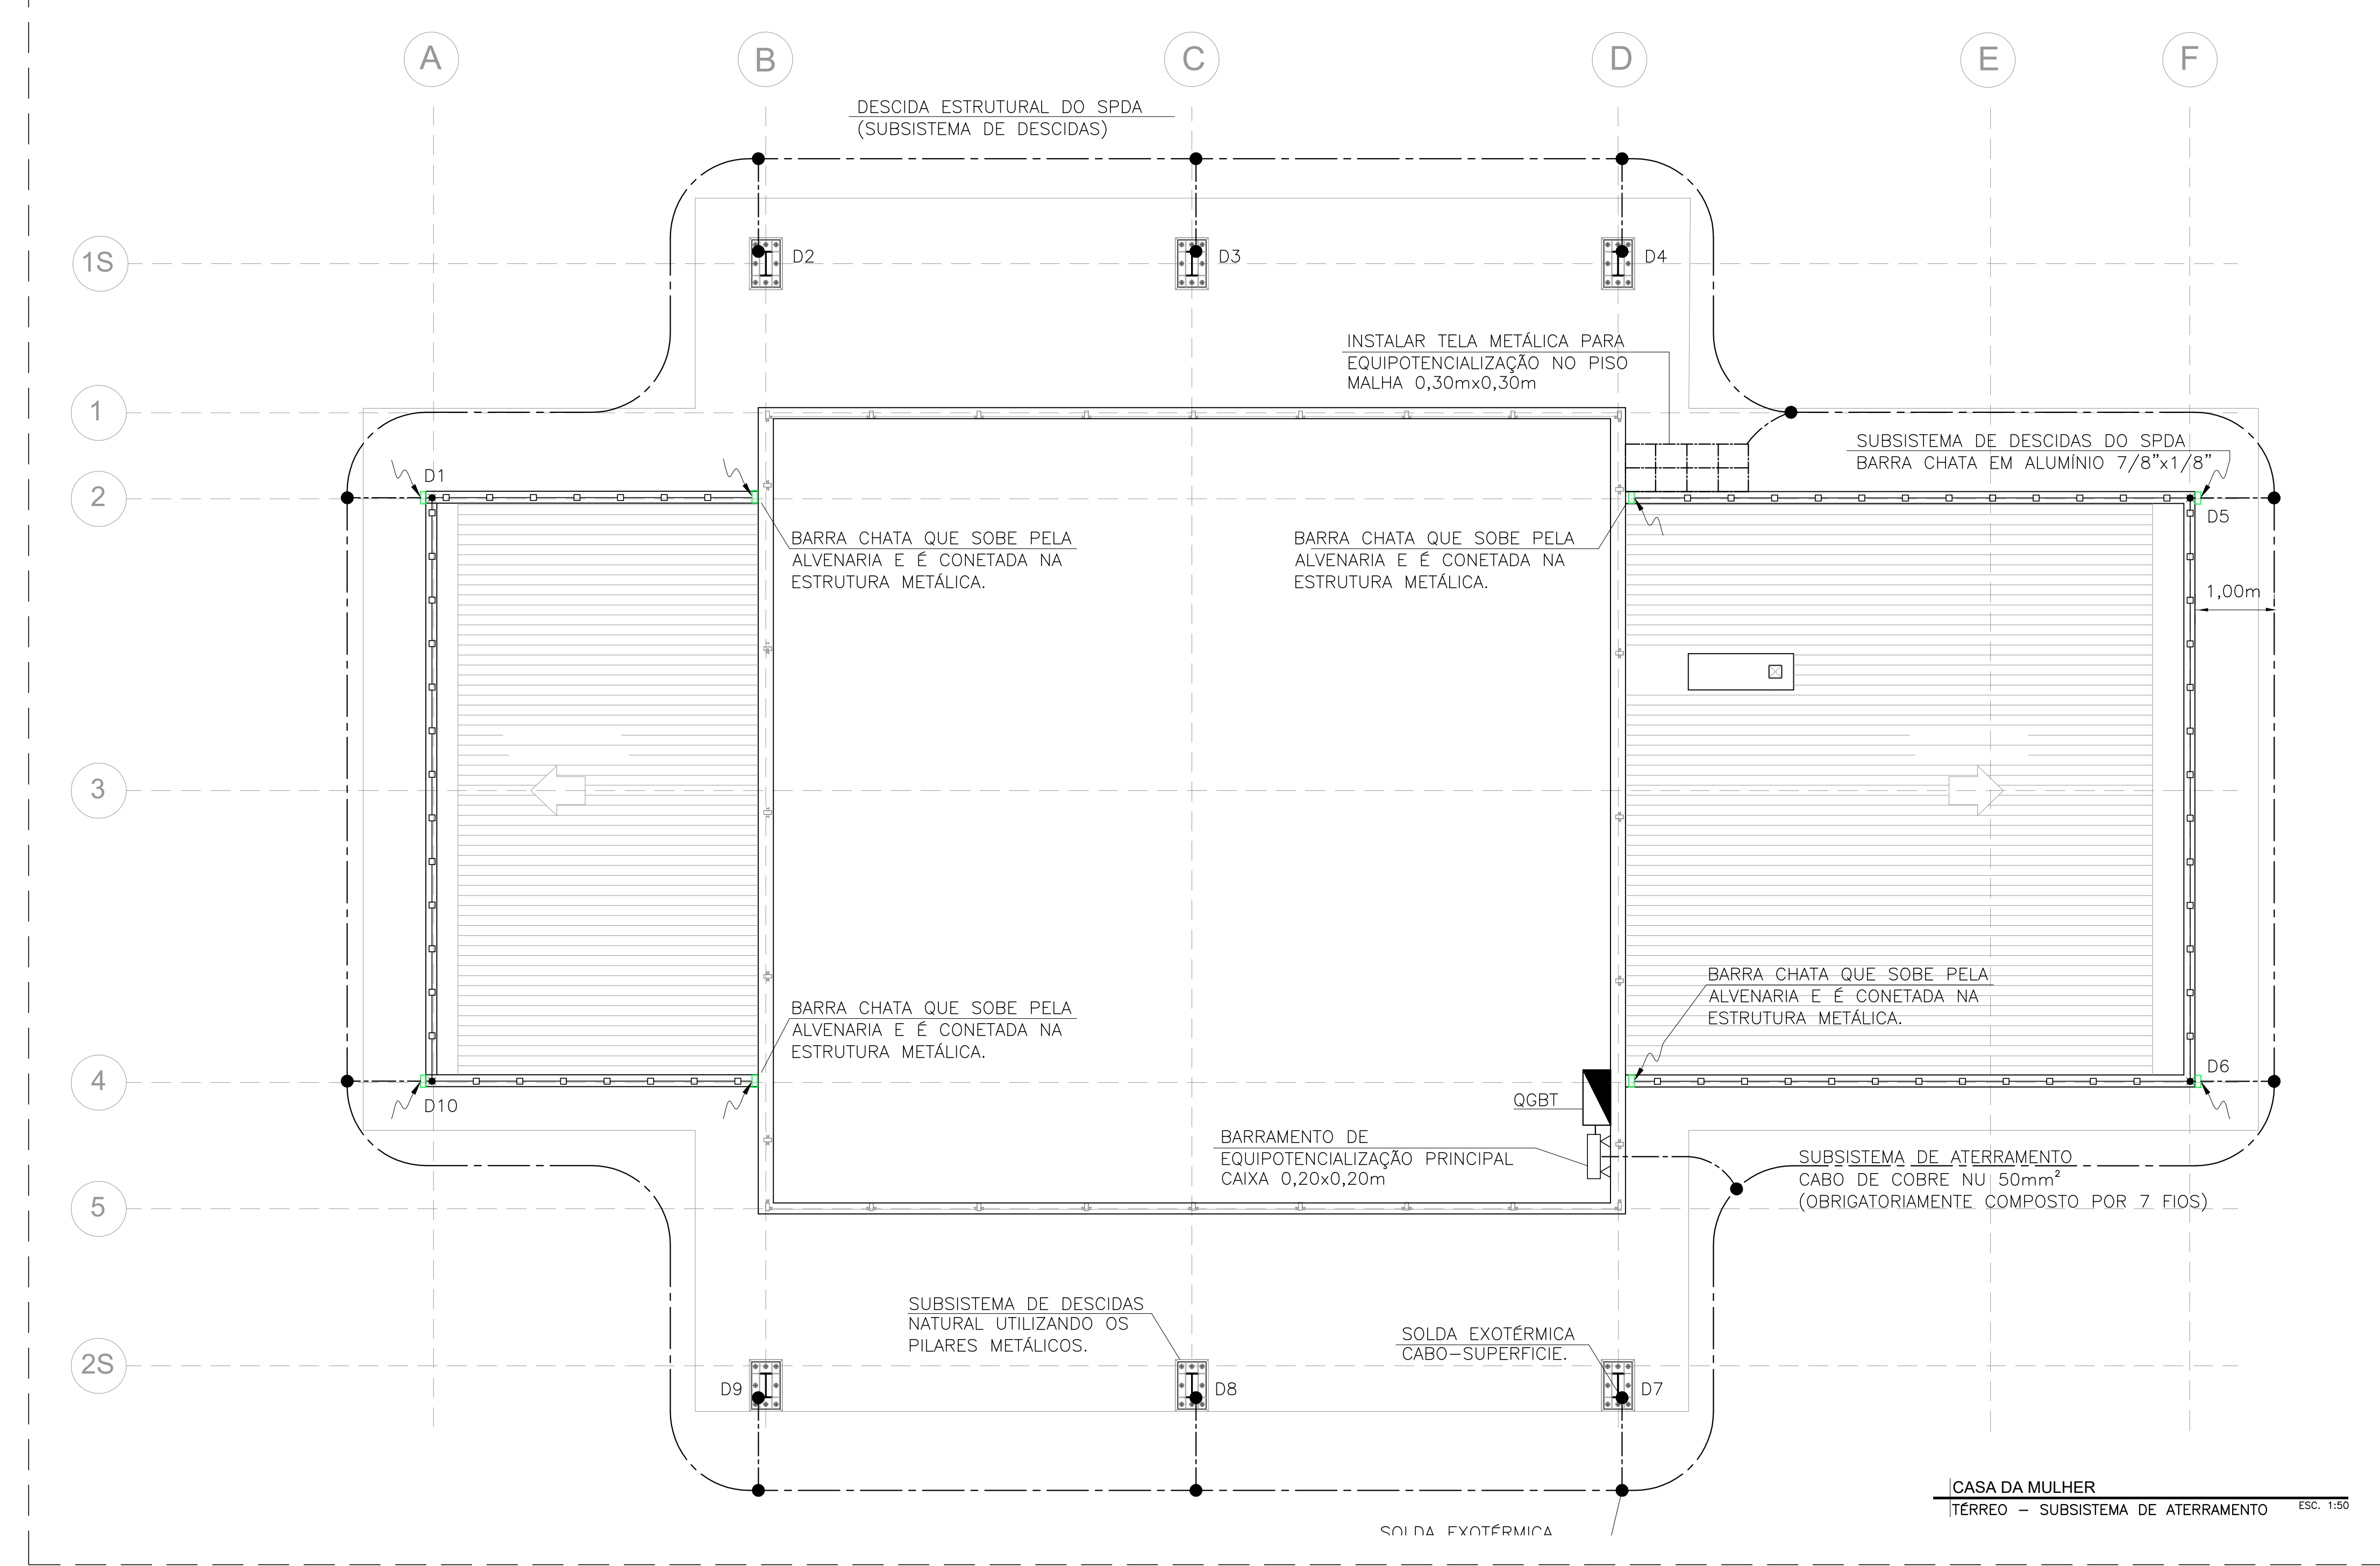 A
B
C
D
E
F
DESCIDA ESTRUTURAL DO SPDA
(SUBSISTEMA DE DESCIDAS)
1S
D2
D3
D4
INSTALAR TELA METÁLICA PARA
EQUIPOTENCIALIZAÇÃO NO PISO
MALHA 0,30mx0,30m
1
SUBSISTEMA DE DESCIDAS DO SPDA
BARRA CHATA EM ALUMÍNIO 7/8"x1/8"
D1
2
D5
BARRA CHATA QUE SOBE PELA
ALVENARIA E É CONETADA NA
ESTRUTURA METÁLICA.
BARRA CHATA QUE SOBE PELA
ALVENARIA E É CONETADA NA
ESTRUTURA METÁLICA.
1,00m
3
BARRA CHATA QUE SOBE PELA
ALVENARIA E É CONETADA NA
ESTRUTURA METÁLICA.
BARRA CHATA QUE SOBE PELA
ALVENARIA E É CONETADA NA
ESTRUTURA METÁLICA.
4
D6
D10
QGBT
BARRAMENTO DE
EQUIPOTENCIALIZAÇÃO PRINCIPAL
CAIXA 0,20x0,20m
SUBSISTEMA DE ATERRAMENTO
CABO DE COBRE NU 50mm²
(OBRIGATORIAMENTE COMPOSTO POR 7 FIOS)
5
SUBSISTEMA DE DESCIDAS
NATURAL UTILIZANDO OS
PILARES METÁLICOS.
SOLDA EXOTÉRMICA
CABO-SUPERFICIE.
2S
D9
D8
D7
CASA DA MULHER
TÉRREO - SUBSISTEMA DE ATERRAMENTO
ESC. 1:50
SOLDA EXOTÉRMICA